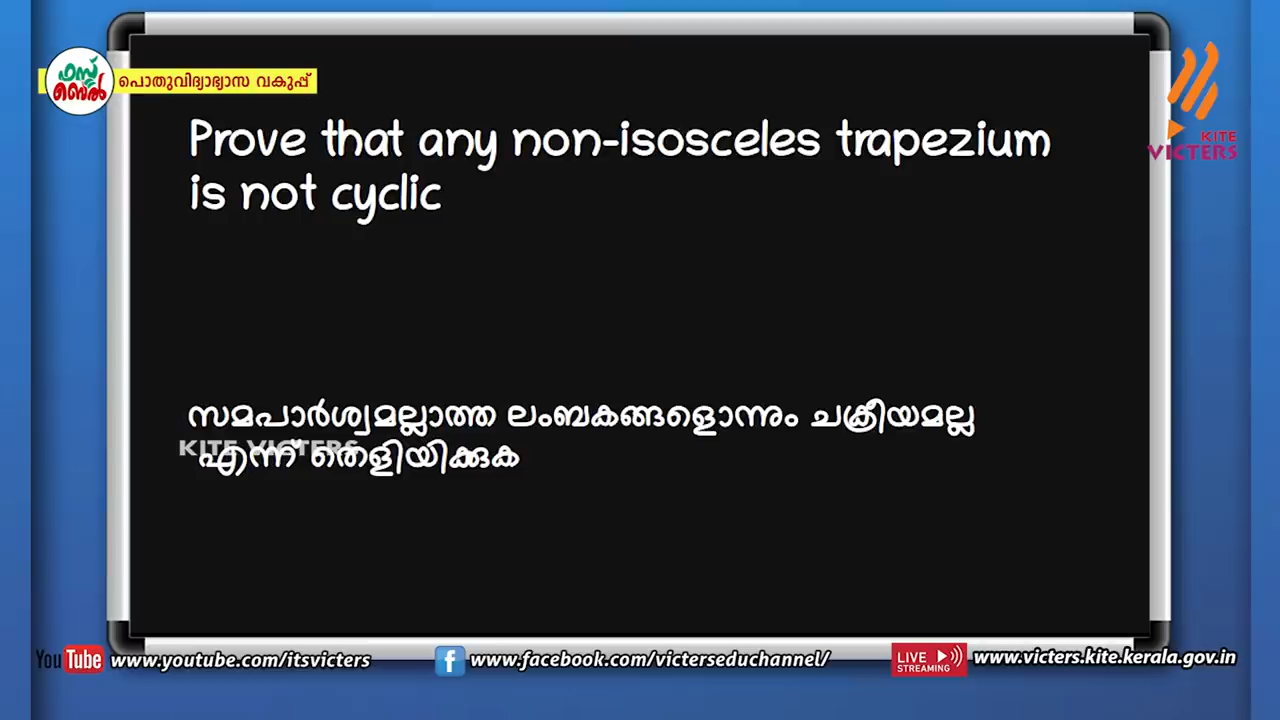 ഫസ്റ്റ്
ബെൽ
പൊതുവിദ്യാഭ്യാസ വകുപ്പ്
KITE
VICTERS
Prove that any non-isosceles trapezium
is not cyclic
സമപാർശ്വമല്ലാത്ത ലംബകങ്ങളൊന്നും ചക്രീയമല്ല
KITE VICTERS
എന്ന് തെളിയിക്കുക
YouTube www.youtube.com/itsvicters f www.facebook.com/victerseduchannel/ LIVE STREAMING www.victers.kite.kerala.gov.in